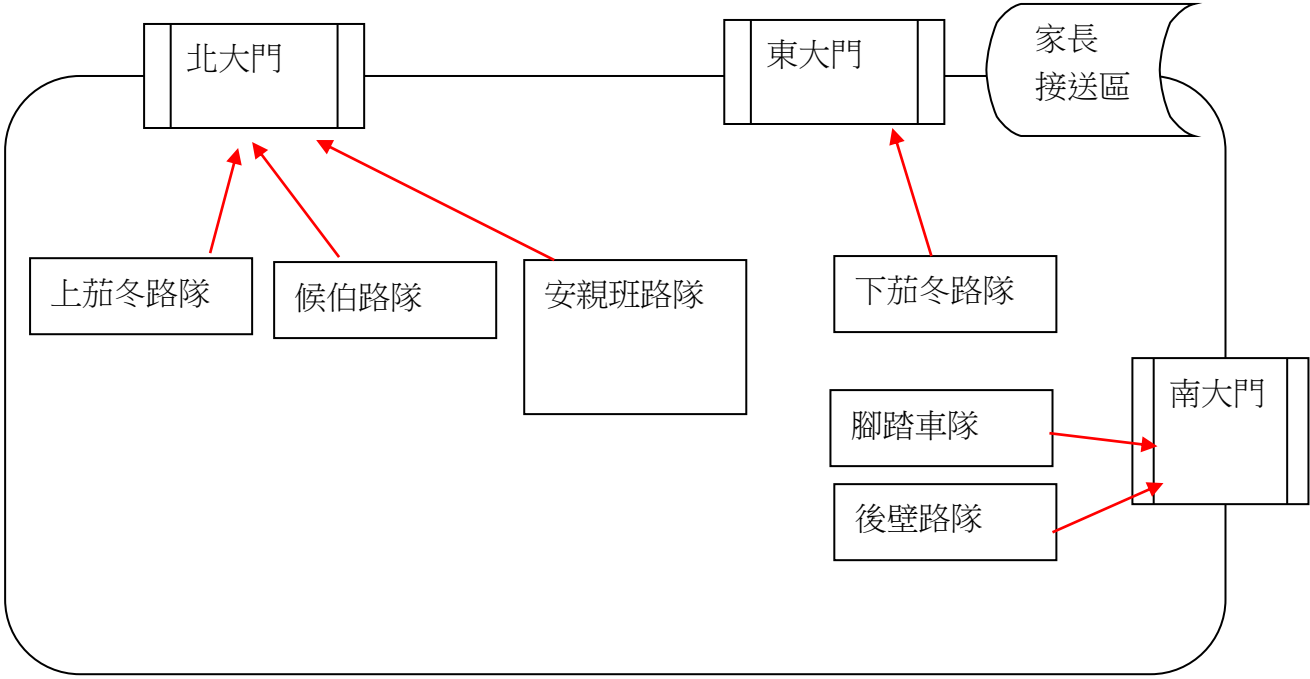 北大門
東大門
家長
接送區
上茄冬路隊
候伯路隊
安親班路隊
下茄冬路隊
南大門
腳踏車隊
後壁路隊